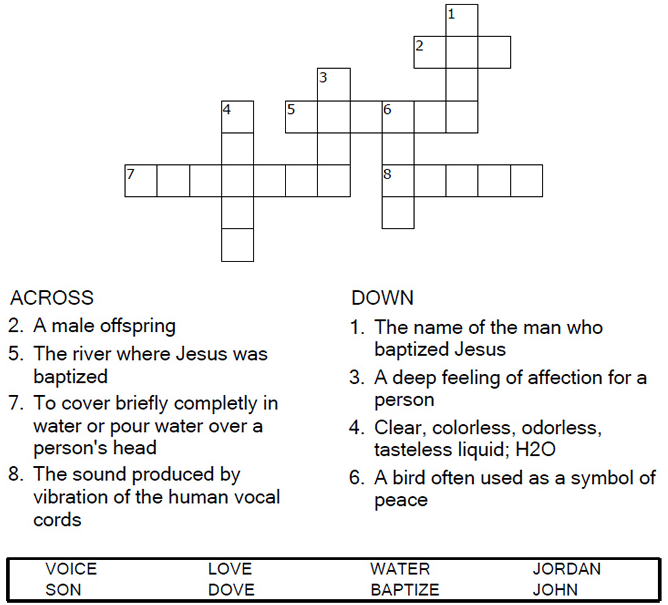 1
2
3
4
5
6
7
8
ACROSS
2. A male offspring
5. The river where Jesus was
baptized
7. To cover briefly completly in
water or pour water over a
person's head
8. The sound produced by
vibration of the human vocal
cords
DOWN
1. The name of the man who
baptized Jesus
3. A deep feeling of affection for a
person
4. Clear, colorless, odorless,
tasteless liquid; H2O
6. A bird often used as a symbol of
peace
VOICE LOVE WATER JORDAN
SON DOVE BAPTIZE JOHN